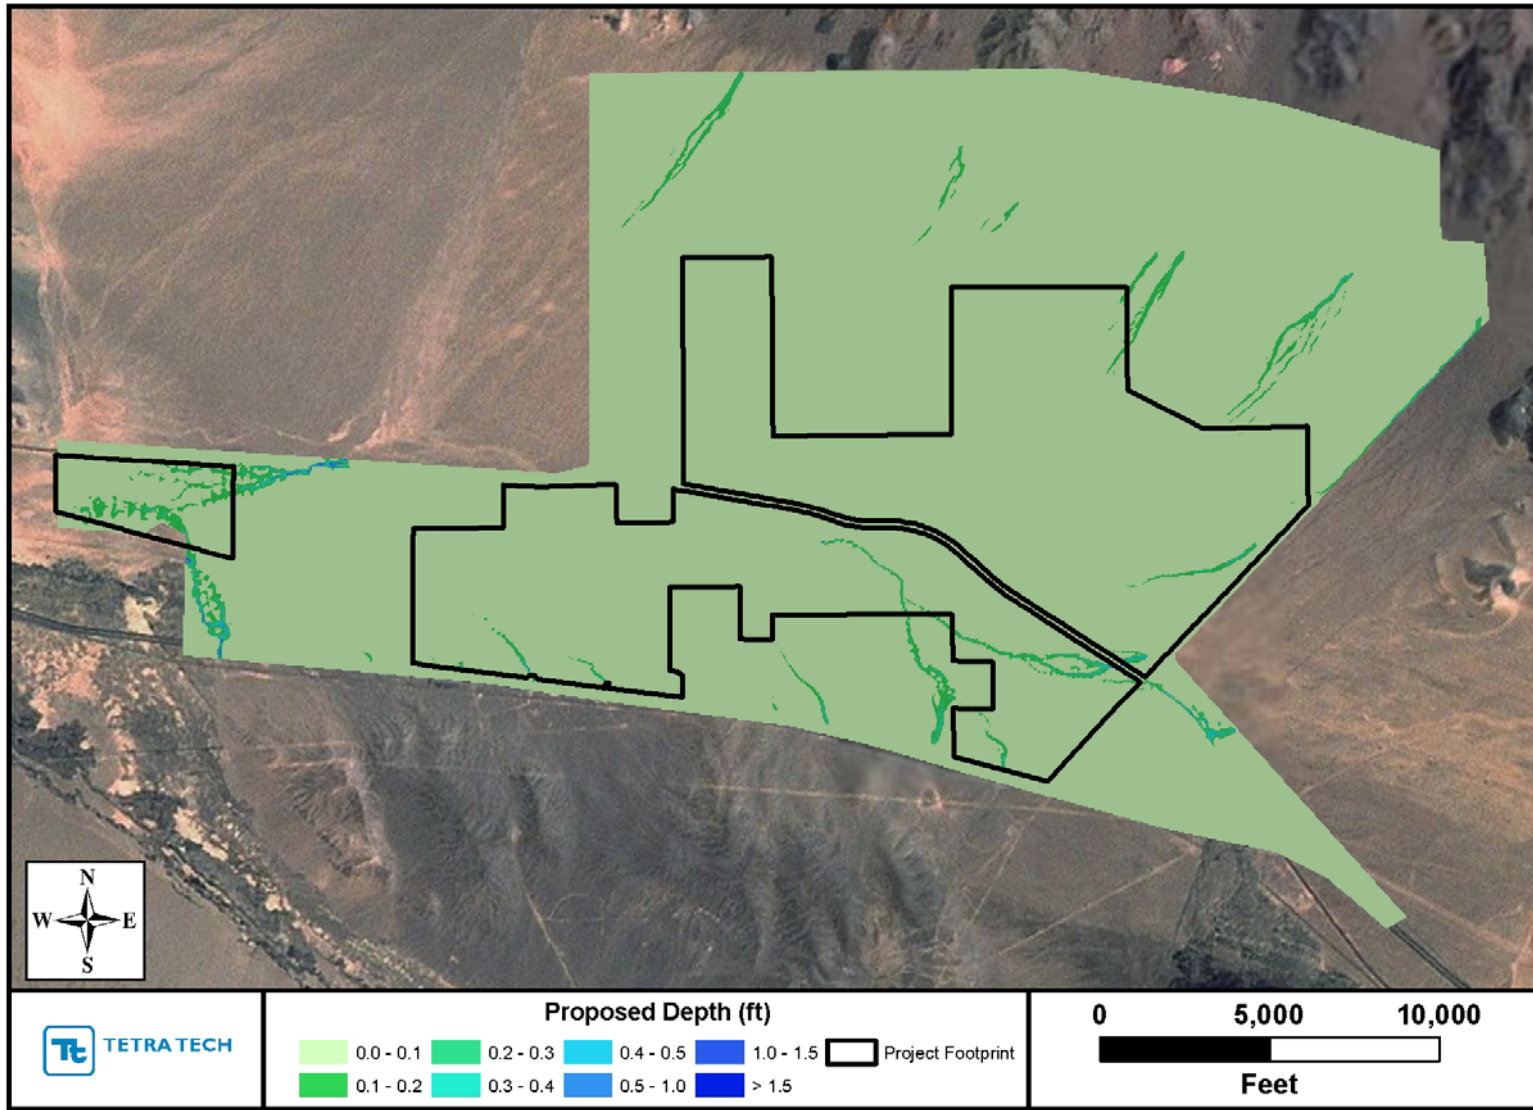 N
W E
S
Tt TETRA TECH
Proposed Depth (ft)
0.0 - 0.1 0.2 - 0.3 0.4 - 0.5 1.0 - 1.5 Project Footprint
0.1 - 0.2 0.3 - 0.4 0.5 - 1.0 > 1.5
0 5,000 10,000
Feet